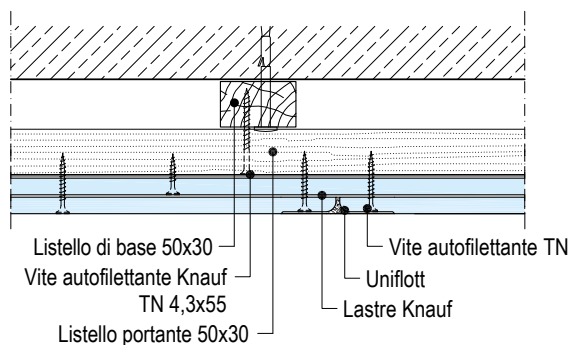 Listello di base 50x30
Vite autofilettante Knauf
TN 4,3x55
Listello portante 50x30
Vite autofilettante TN
Uniflott
Lastre Knauf